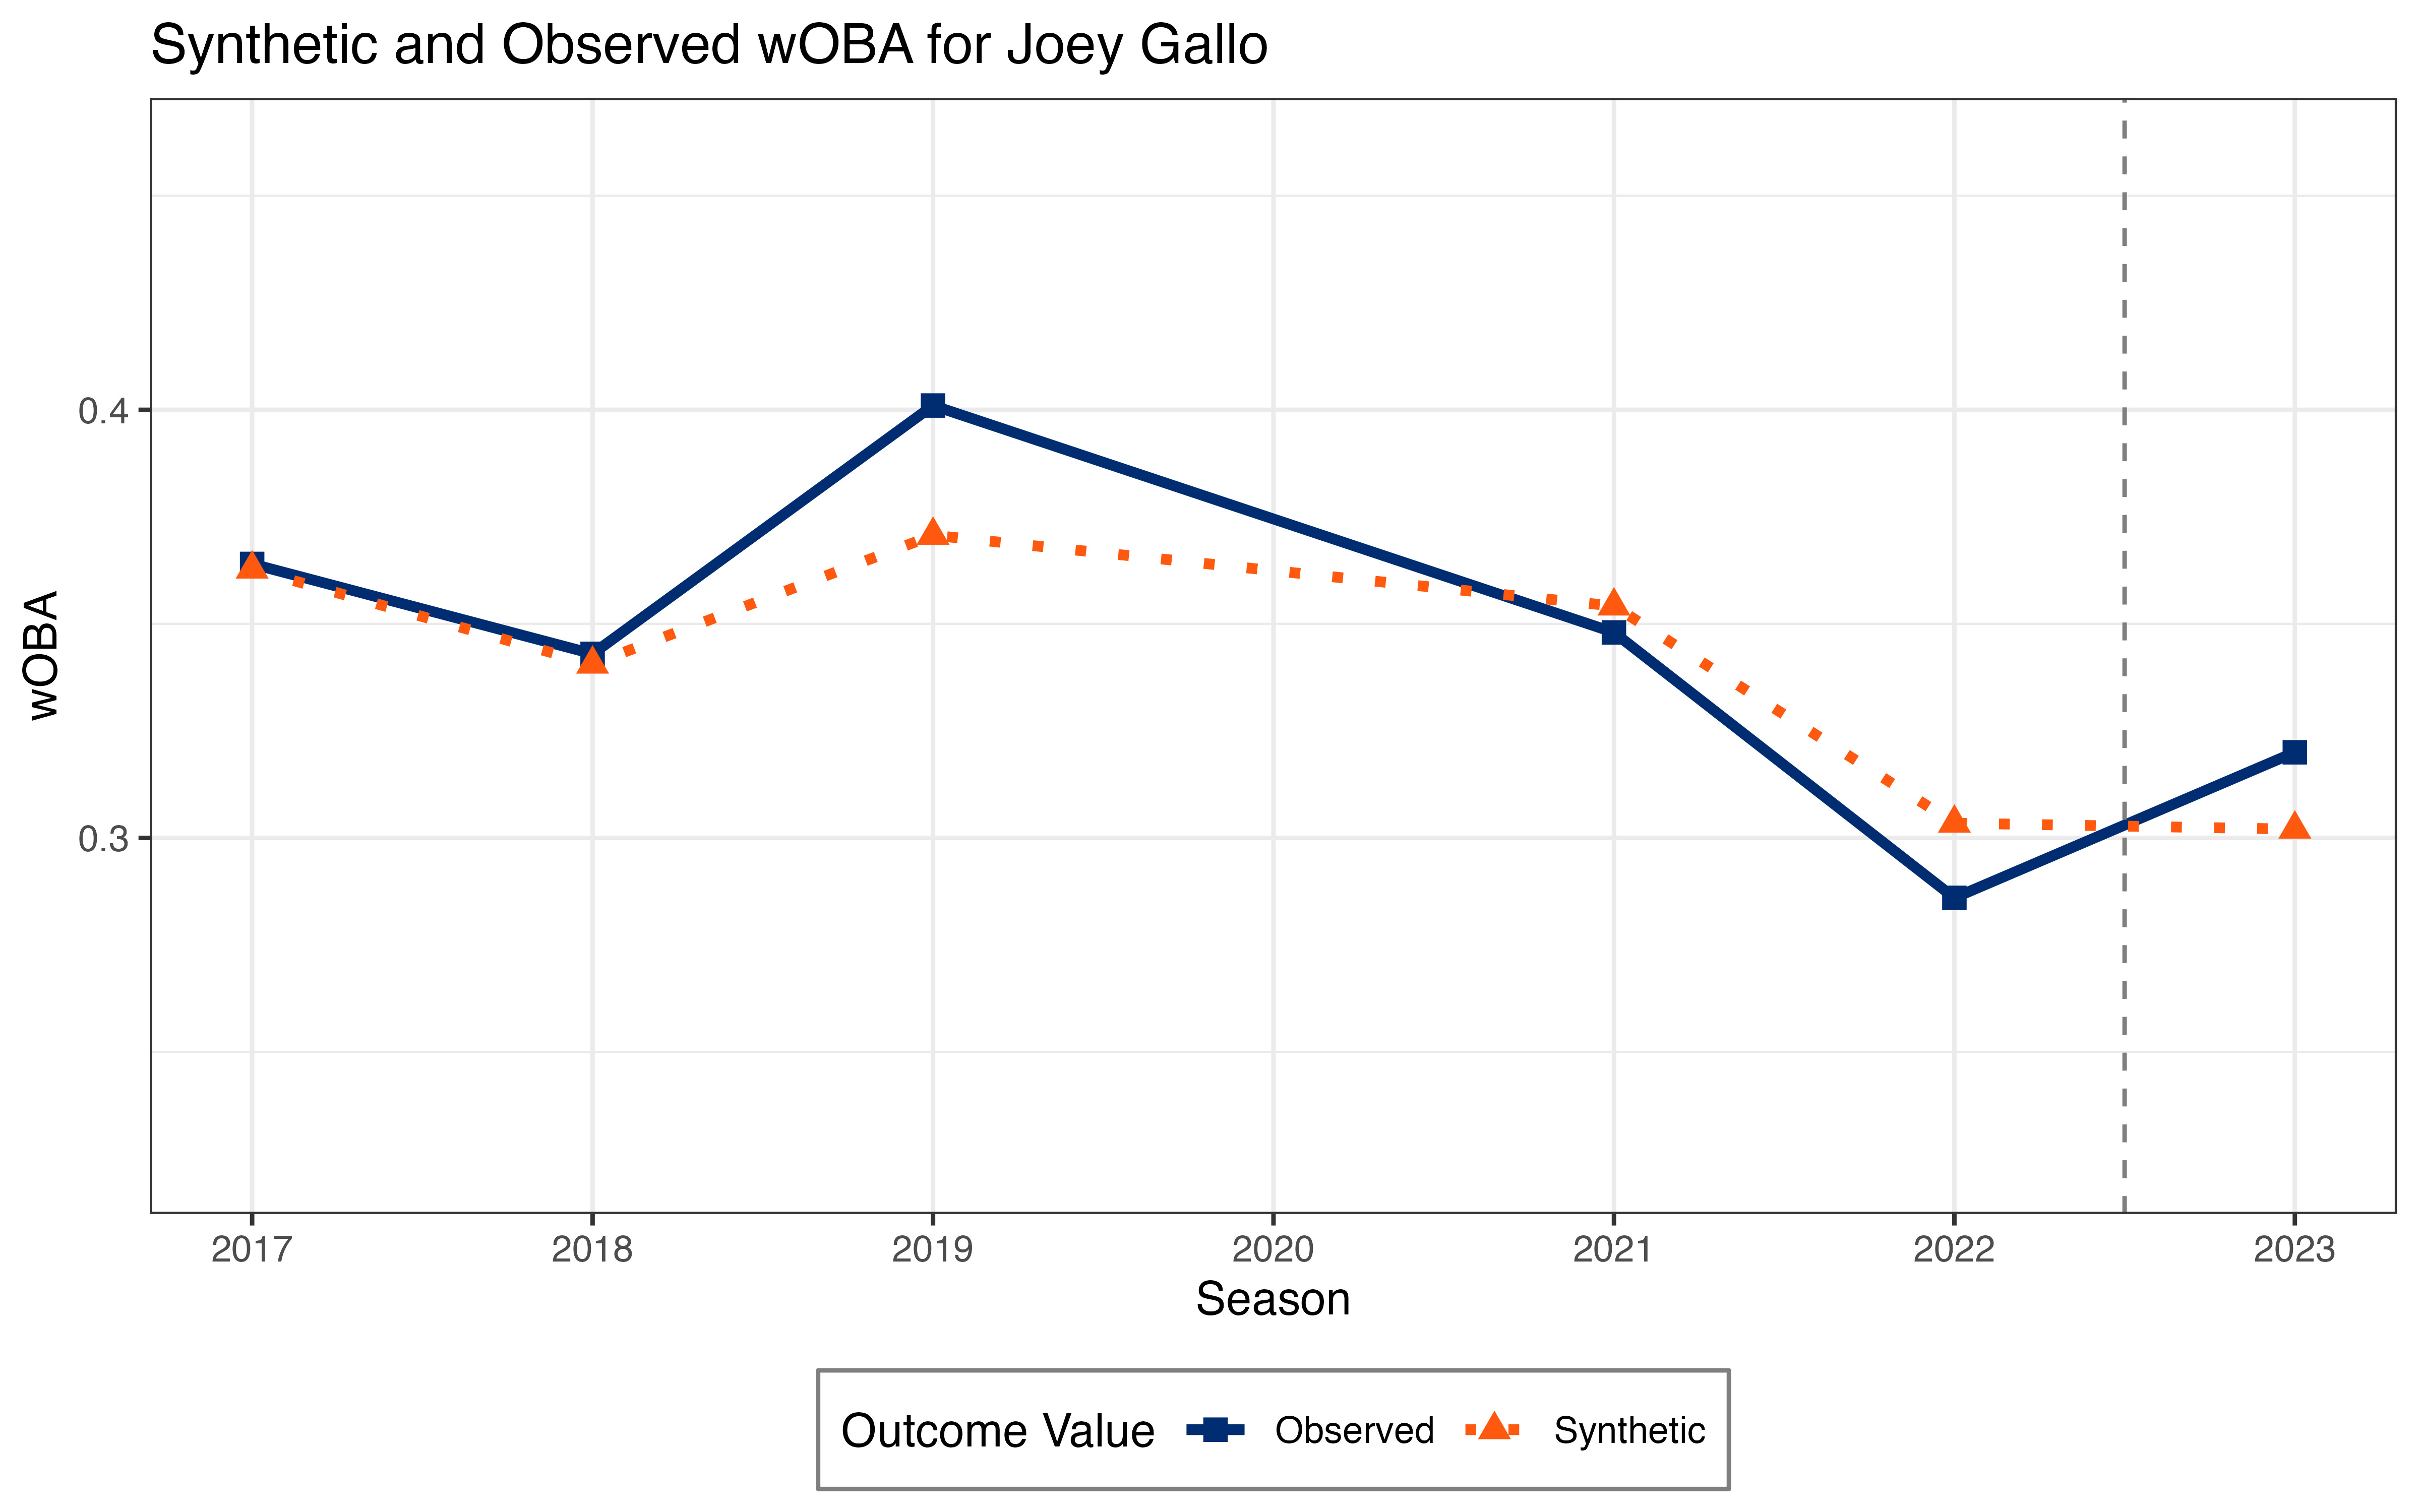 Synthetic and Observed wOBA for Joey Gallo
wOBA
0.4
0.3
2017 2018 2019 2020 2021 2022 2023
Season
Outcome Value Observed Synthetic